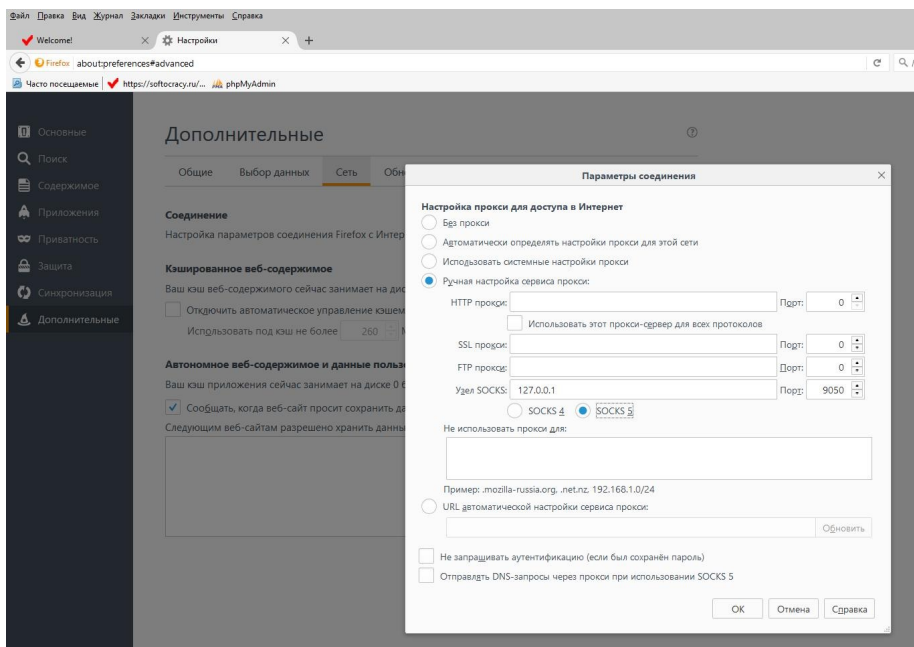 Файл Правка Вид Журнал Закладки Инструменты Справка
Welcome!
Настройки
Firefox about:preferences#advanced
Часто посещаемые https://softocracy.ru/... phpMyAdmin
Основные
Поиск
Содержимое
Приложения
Приватность
Защита
Синхронизация
Дополнительные
Дополнительные
Общие Выбор данных Сеть Обн
Соединение
Настройка параметров соединения Firefox с Интер
Кэшированное веб-содержимое
Ваш кэш веб-содержимого сейчас занимает на дис
Отключить автоматическое управление кэшем
Использовать под кэш не более 260 М
Автономное веб-содержимое и данные польз
Ваш кэш приложения сейчас занимает на диске 0 б
Сообщать, когда веб-сайт просит сохранить да
Следующим веб-сайтам разрешено хранить данны
Параметры соединения
Настройка прокси для доступа в Интернет
Без прокси
Автоматически определять настройки прокси для этой сети
Использовать системные настройки прокси
Ручная настройка сервиса прокси:
HTTP прокси: Порт: 0
Использовать этот прокси-сервер для всех протоколов
SSL прокси: Порт: 0
FTP прокси: Порт: 0
Узел SOCKS: 127.0.0.1 Порт: 9050
SOCKS 4 SOCKS 5
Не использовать прокси для:
Пример: .mozilla-russia.org, .net.nz, 192.168.1.0/24
URL автоматической настройки сервиса прокси:
Обновить
Не запрашивать аутентификацию (если был сохранён пароль)
Отправлять DNS-запросы через прокси при использовании SOCKS 5
ОК Отмена Справка